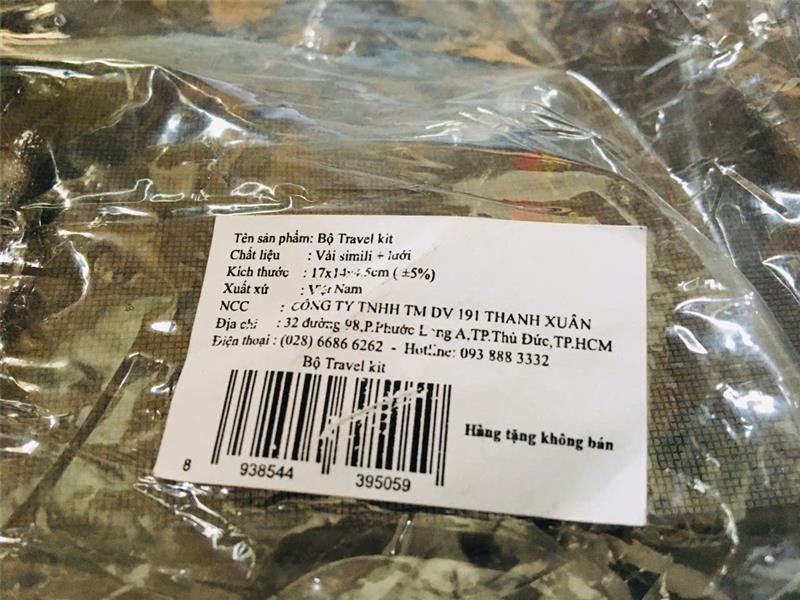 Tên sản phẩm: Bộ Travel kit
Chất liệu : Vải simili + lưới
Kích thước : 17x14x4.5cm ( ±5%)
Xuất xứ : Việt Nam
NCC : CÔNG TY TNHH TM DV 191 THANH XUÂN
Địa chỉ : 32 đường 98,P.Phước Long A,TP.Thủ Đức,TP.HCM
Điện thoại : (028) 6686 6262 - Hotline: 093 888 3332
Bộ Travel kit
Hàng tặng không bán
8 938544 395059